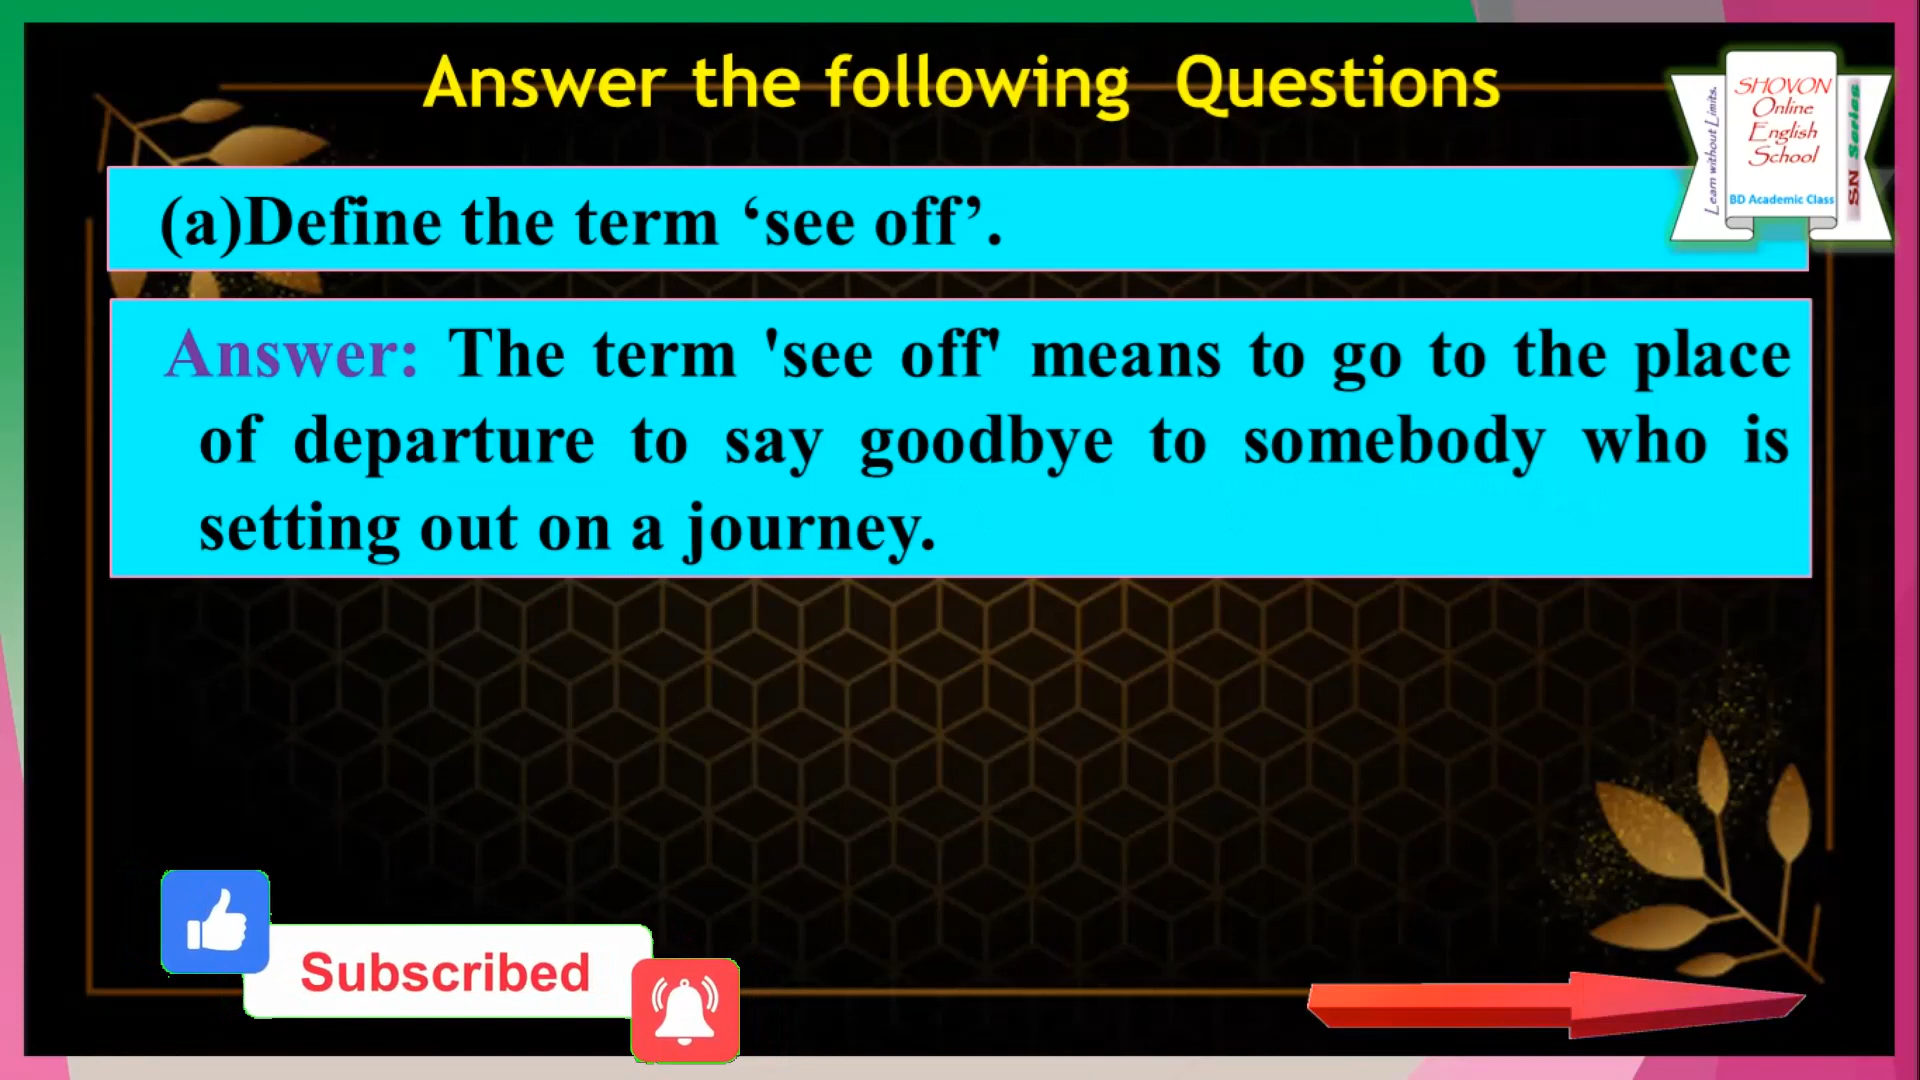 Answer the following Questions
SHOVON
Online
English
School
BD Academic Class
Learn without Limits.
SN Series
(a)Define the term ‘see off’.
Answer: The term 'see off' means to go to the place
of departure to say goodbye to somebody who is
setting out on a journey.
Subscribed